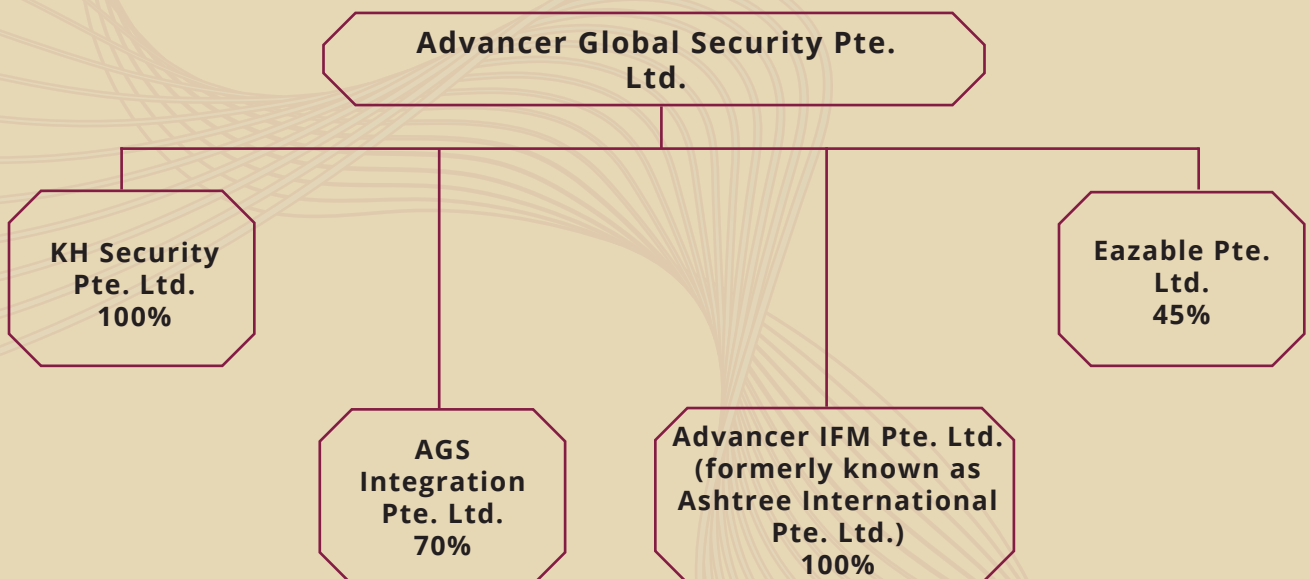 Advancer Global Security Pte.
Ltd.
KH Security
Pte. Ltd.
100%
Eazable Pte.
Ltd.
45%
AGS
Integration
Pte. Ltd.
70%
Advancer IFM Pte. Ltd.
(formerly known as
Ashtree International
Pte. Ltd.)
100%